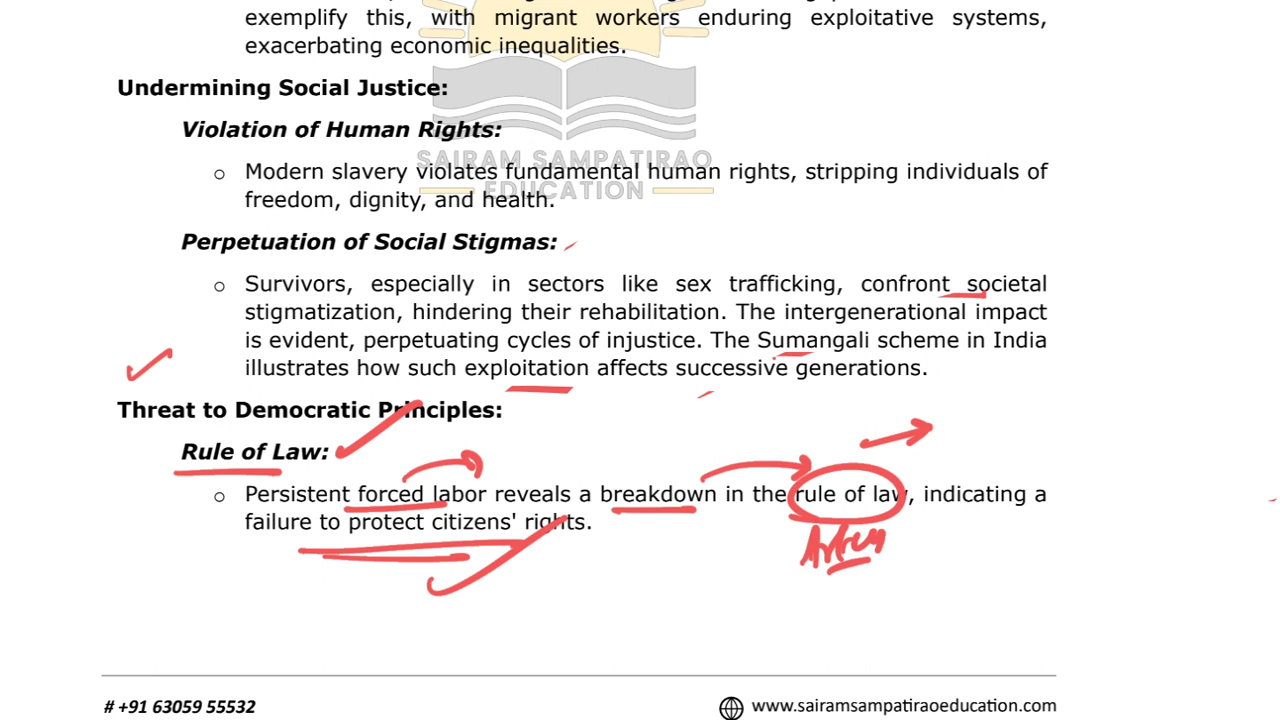 exemplify this, with migrant workers enduring exploitative systems,
exacerbating economic inequalities.
Undermining Social Justice:
Violation of Human Rights:
o Modern slavery violates fundamental human rights, stripping individuals of
freedom, dignity, and health.
SAIRAM SAMPATIRAO
EDUCATION
Perpetuation of Social Stigmas:
o Survivors, especially in sectors like sex trafficking, confront societal
stigmatization, hindering their rehabilitation. The intergenerational impact
is evident, perpetuating cycles of injustice. The Sumangali scheme in India
illustrates how such exploitation affects successive generations.
Threat to Democratic Principles:
Rule of Law:
o Persistent forced labor reveals a breakdown in the rule of law, indicating a
failure to protect citizens' rights.
# +91 63059 55532
www.sairamsampatiraoeducation.com